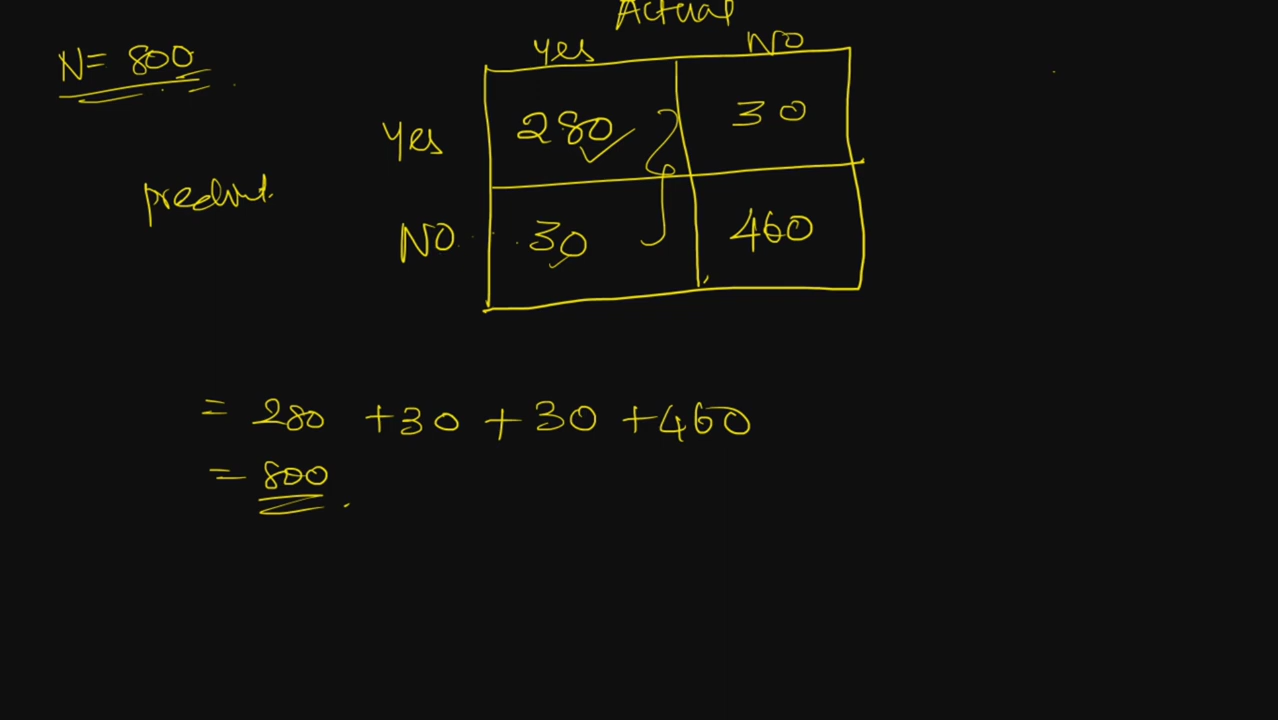 Actual
N= 800
yes NO
Yes 280 30
predict.
NO 30 460
= 280 +30 + 30 +460
= 800